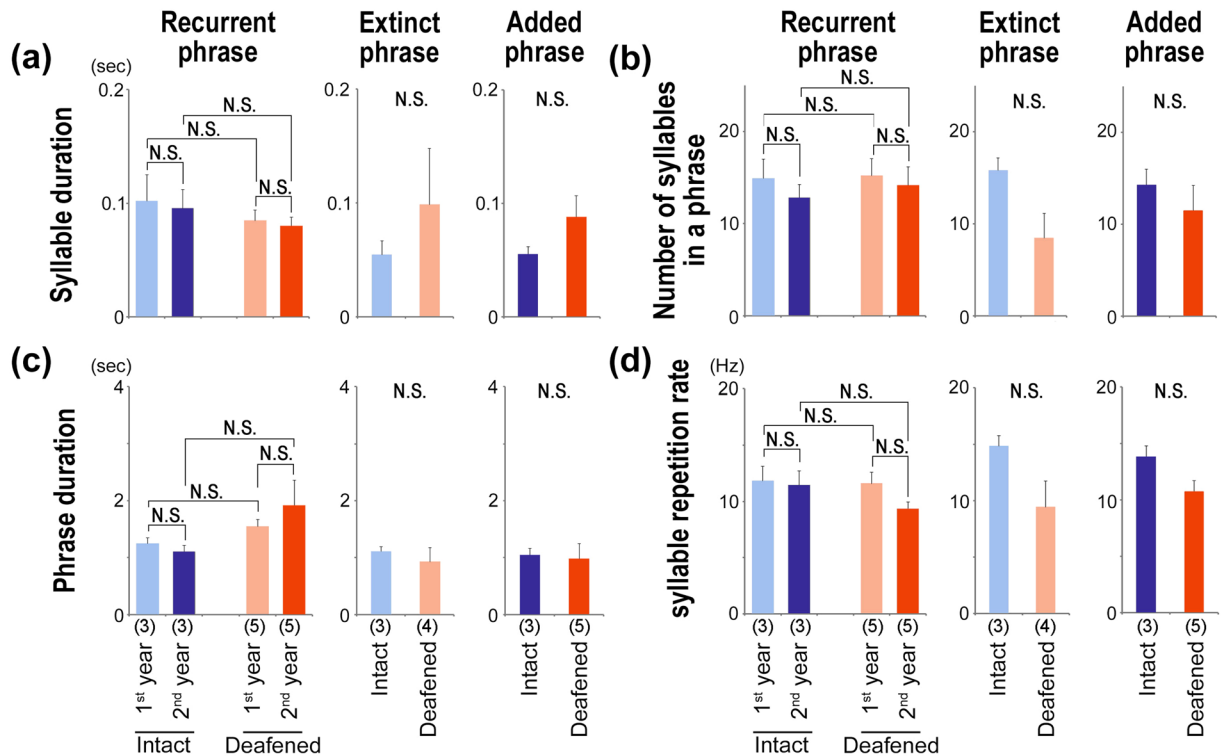 (a)
(sec)
Recurrent
phrase
Extinct
phrase
Added
phrase
Syllable duration
0.2
0.1
0
N.S.
N.S.
N.S.
N.S.
0.2
0.1
0
N.S.
0.2
0.1
0
N.S.
(b)
Recurrent
phrase
Extinct
phrase
Added
phrase
Number of syllables
in a phrase
20
10
0
N.S.
N.S.
N.S.
N.S.
20
10
0
N.S.
20
10
0
N.S.
(c)
(sec)
Phrase duration
4
2
0
N.S.
N.S.
N.S.
N.S.
(3)
(3)
(5)
(5)
1st year
2nd year
1st year
2nd year
Intact
Deafened
4
3
2
1
0
N.S.
(3)
(4)
Intact
Deafened
4
3
2
1
0
N.S.
(3)
(5)
Intact
Deafened
(d)
(Hz)
syllable repetition rate
20
10
0
N.S.
N.S.
N.S.
N.S.
(3)
(3)
(5)
(5)
1st year
2nd year
1st year
2nd year
Intact
Deafened
20
10
0
N.S.
(3)
(4)
Intact
Deafened
20
10
0
N.S.
(3)
(5)
Intact
Deafened